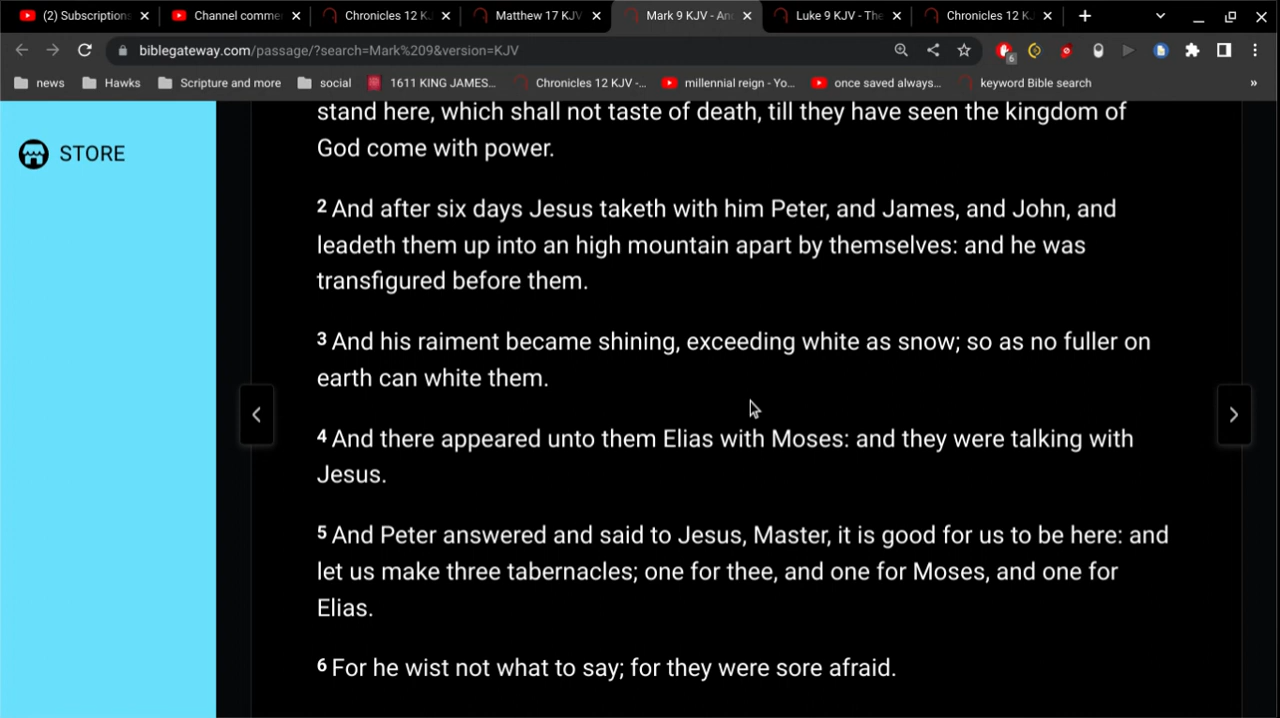 (2) Subscriptions
Channel comme
Chronicles 12 K
Matthew 17 KJV
Mark 9 KJV - An
Luke 9 KJV - The
Chronicles 12 K
biblegateway.com/passage/?search=Mark%209&version=KJV
6
news
Hawks
Scripture and more
social
1611 KING JAMES...
Chronicles 12 KJV -...
millennial reign - Yo...
once saved always...
keyword Bible search
»
STORE
stand here, which shall not taste of death, till they have seen the kingdom of
God come with power.
2 And after six days Jesus taketh with him Peter, and James, and John, and
leadeth them up into an high mountain apart by themselves: and he was
transfigured before them.
3 And his raiment became shining, exceeding white as snow; so as no fuller on
earth can white them.
4 And there appeared unto them Elias with Moses: and they were talking with
Jesus.
5 And Peter answered and said to Jesus, Master, it is good for us to be here: and
let us make three tabernacles; one for thee, and one for Moses, and one for
Elias.
6 For he wist not what to say; for they were sore afraid.